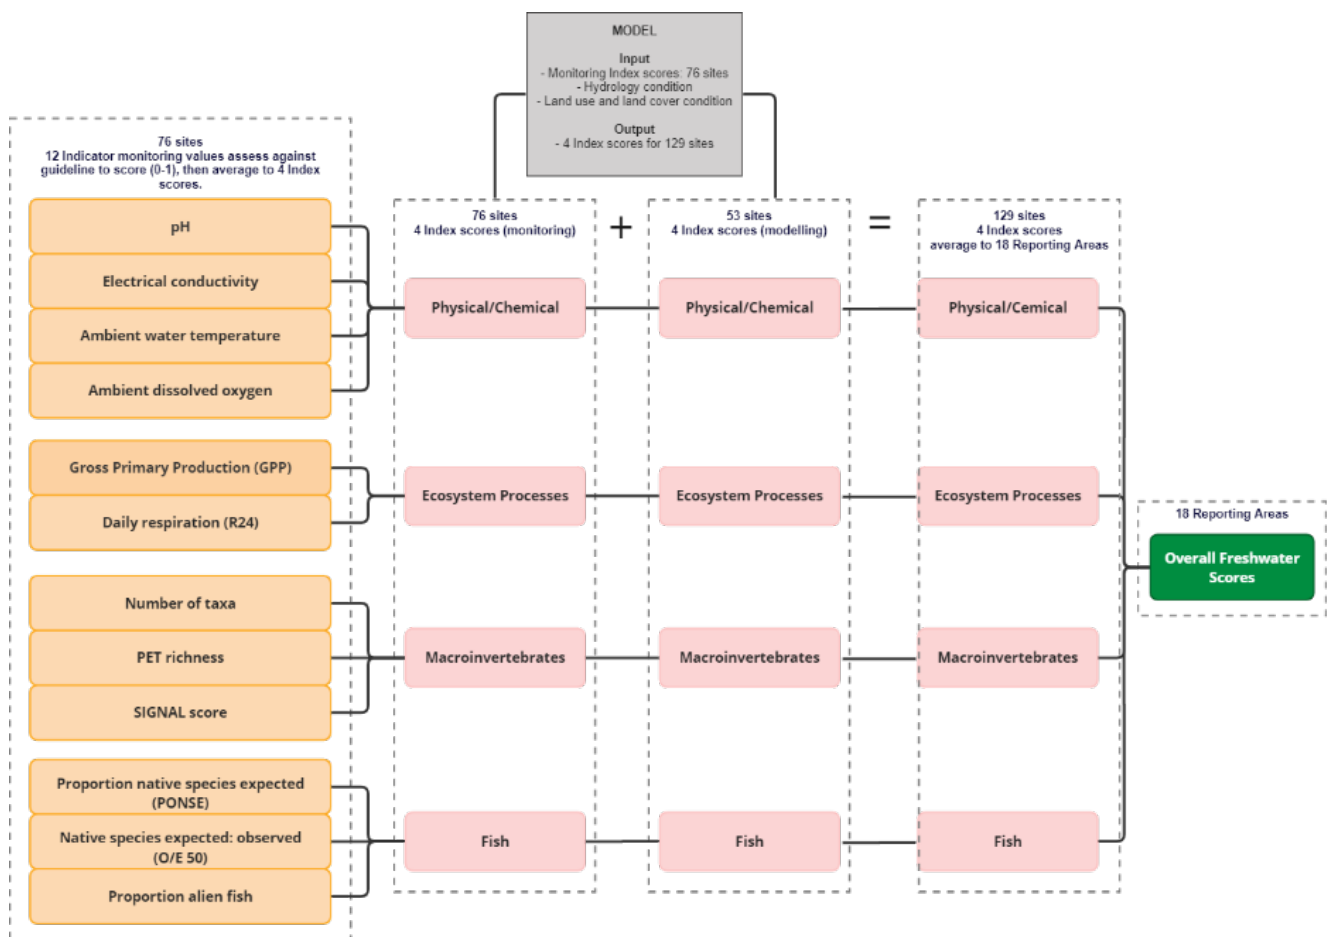 MODEL
Input
- Monitoring Index scores: 76 sites
- Hydrology condition
- Land use and land cover condition
Output
- 4 Index scores for 129 sites
76 sites
12 Indicator monitoring values assess against
guideline to score (0-1), then average to 4 Index
scores.
pH
Electrical conductivity
Ambient water temperature
Ambient dissolved oxygen
Gross Primary Production (GPP)
Daily respiration (R24)
Number of taxa
PET richness
SIGNAL score
Proportion native species expected
(PONSE)
Native species expected: observed
(O/E 50)
Proportion alien fish
76 sites
4 Index scores (monitoring)
Physical/Chemical
Ecosystem Processes
Macroinvertebrates
Fish
+
53 sites
4 Index scores (modelling)
Physical/Chemical
Ecosystem Processes
Macroinvertebrates
Fish
=
129 sites
4 Index scores
average to 18 Reporting Areas
Physical/Cemical
Ecosystem Processes
Macroinvertebrates
Fish
18 Reporting Areas
Overall Freshwater
Scores